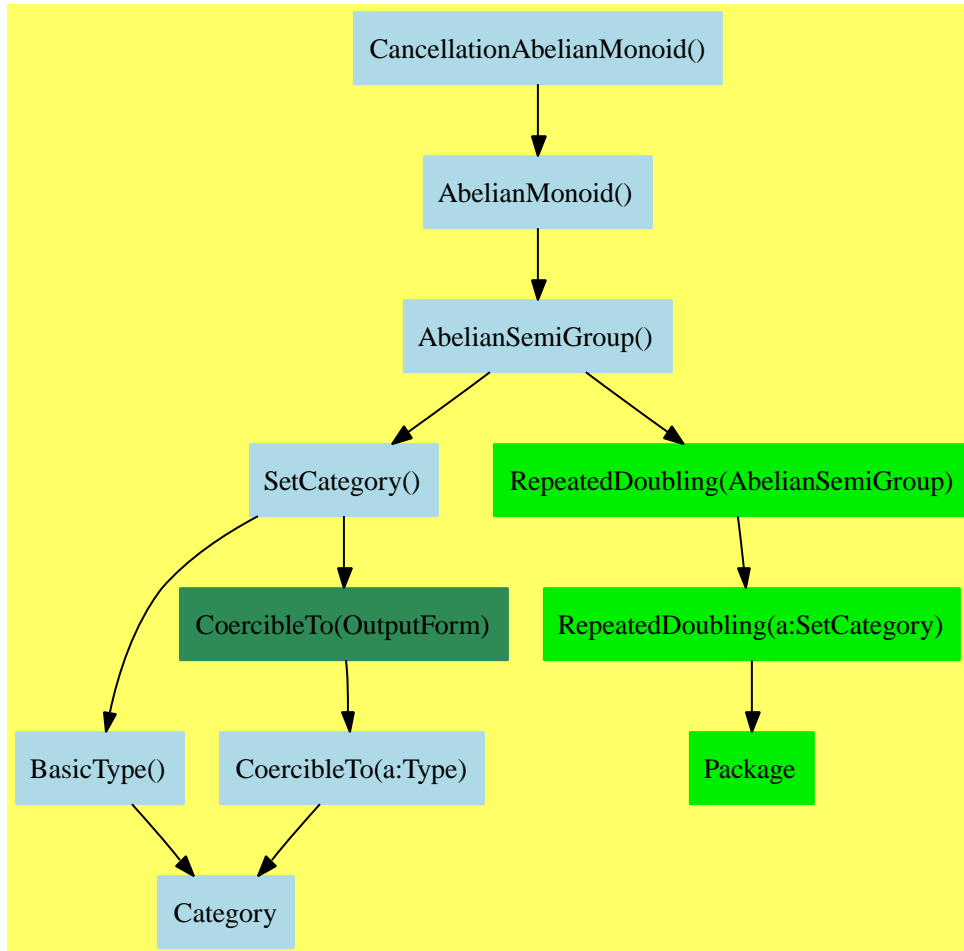 CancellationAbelianMonoid()
AbelianMonoid()
AbelianSemiGroup()
SetCategory()
RepeatedDoubling(AbelianSemiGroup)
CoercibleTo(OutputForm)
RepeatedDoubling(a:SetCategory)
BasicType()
CoercibleTo(a:Type)
Package
Category